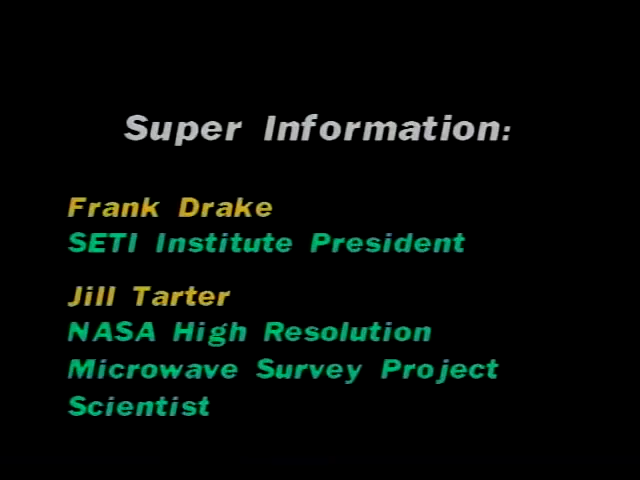 Super Information:
Frank Drake
SETI Institute President
Jill Tarter
NASA High Resolution
Microwave Survey Project
Scientist